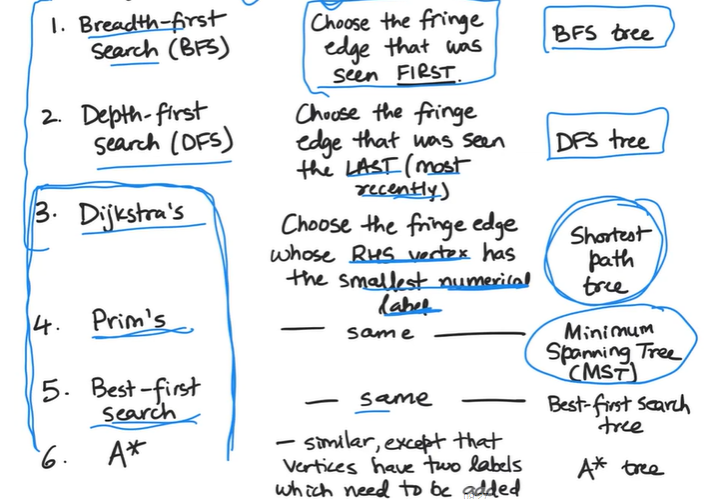 1. Breadth-first
search (BFS)
Choose the fringe
edge that was
seen FIRST.
BFS tree
2. Depth-first
search (DFS)
Choose the fringe
edge that was seen
the LAST (most
recently)
DFS tree
3. Dijkstra's
Choose the fringe edge
whose RHS vertex has
the smallest numerical
label
Shortest
path
tree
4. Prim's
— same —
Minimum
Spanning Tree
(MST)
5. Best-first
search
— same —
Best-first search
tree
6. A*
— similar, except that
vertices have two labels
which need to be added
A* tree